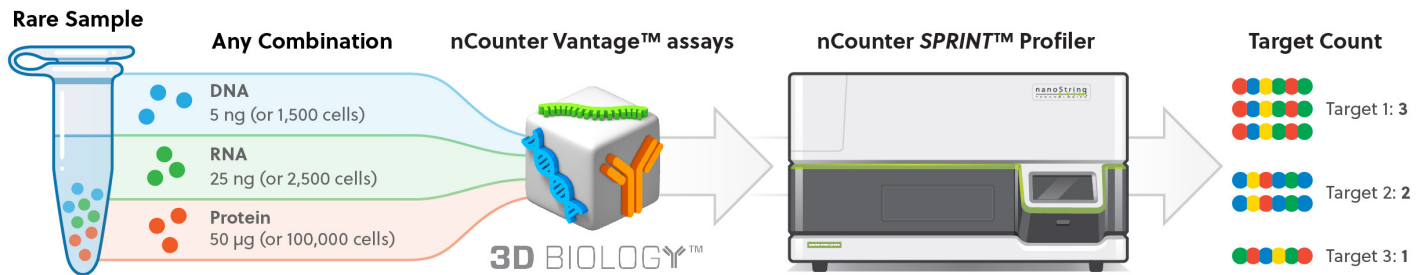 Rare Sample
Any Combination
nCounter Vantage™ assays
nCounter SPRINT™ Profiler
Target Count
DNA
5 ng (or 1,500 cells)
RNA
25 ng (or 2,500 cells)
Protein
50 µg (or 100,000 cells)
3D BIOLOGY™
nanoString
Target 1: 3
Target 2: 2
Target 3: 1